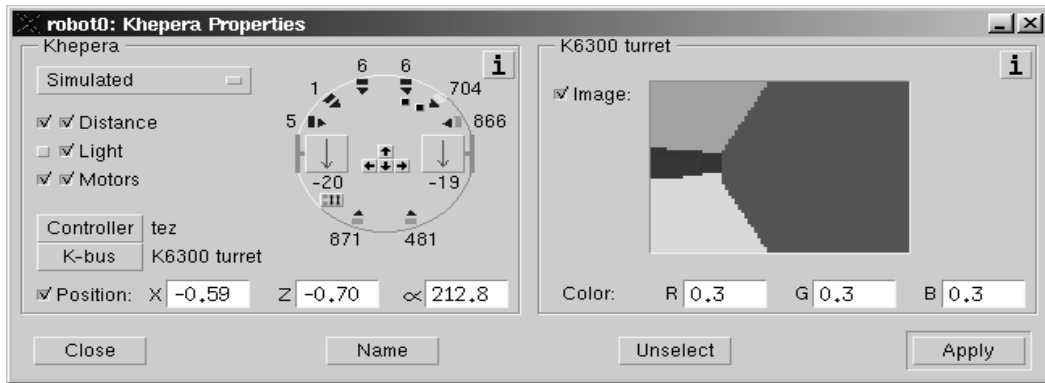 robot0: Khepera Properties
Khepera
Simulated
Distance
Light
Motors
Controller tez
K-bus K6300 turret
Position: X -0.59 Z -0.70 ∝ 212.8
i
6 6
1 704
5 866
-20 -19
871 481
K6300 turret
i
Image:
Color: R 0.3 G 0.3 B 0.3
Close Name Unselect Apply